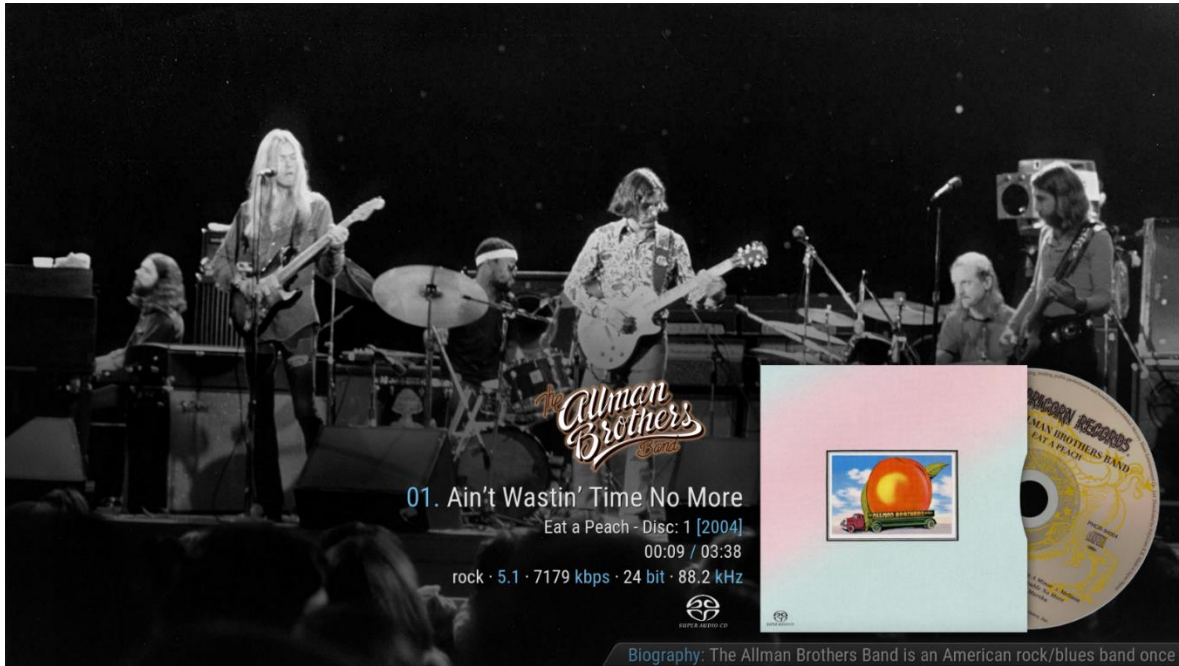 The Allman Brothers Band
01. Ain't Wastin' Time No More
Eat a Peach - Disc: 1 [2004]
00:09 / 03:38
rock · 5.1 · 7179 kbps · 24 bit · 88.2 kHz
SUPER AUDIO CD
ALLMAN BROTHERS
CAPRICORN RECORDS.
ALLMAN BROTHERS BAND
EAT A PEACH
Biography: The Allman Brothers Band is an American rock/blues band once